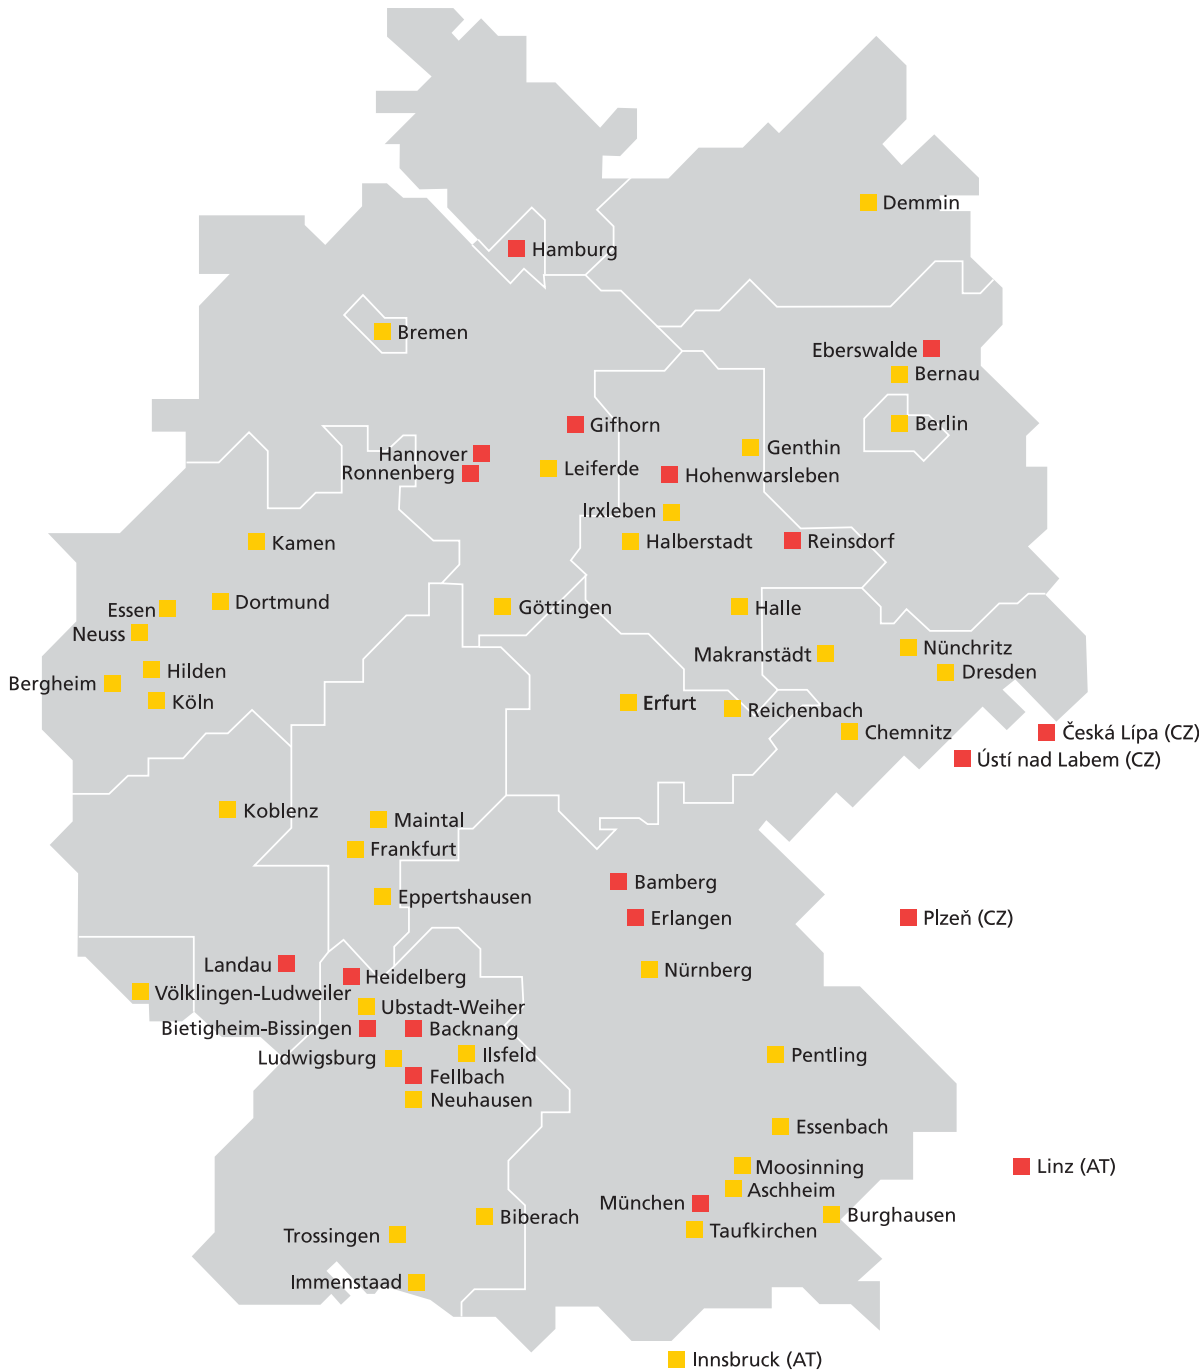 Demmin
Hamburg
Bremen
Eberswalde
Bernau
Berlin
Gifhorn
Genthin
Hannover
Leiferde
Ronnenberg
Hohenwarsleben
Irxleben
Kamen
Halberstadt
Reinsdorf
Essen
Dortmund
Göttingen
Halle
Neuss
Nünchritz
Makranstädt
Hilden
Dresden
Bergheim
Köln
Erfurt
Reichenbach
Chemnitz
Česká Lípa (CZ)
Ústí nad Labem (CZ)
Koblenz
Maintal
Frankfurt
Bamberg
Eppertshausen
Erlangen
Plzeň (CZ)
Landau
Nürnberg
Heidelberg
Völklingen-Ludweiler
Ubstadt-Weiher
Bietigheim-Bissingen
Backnang
Ludwigsburg
Ilsfeld
Pentling
Fellbach
Neuhausen
Essenbach
Moosinning
Linz (AT)
Aschheim
München
Biberach
Burghausen
Trossingen
Taufkirchen
Immenstaad
Innsbruck (AT)